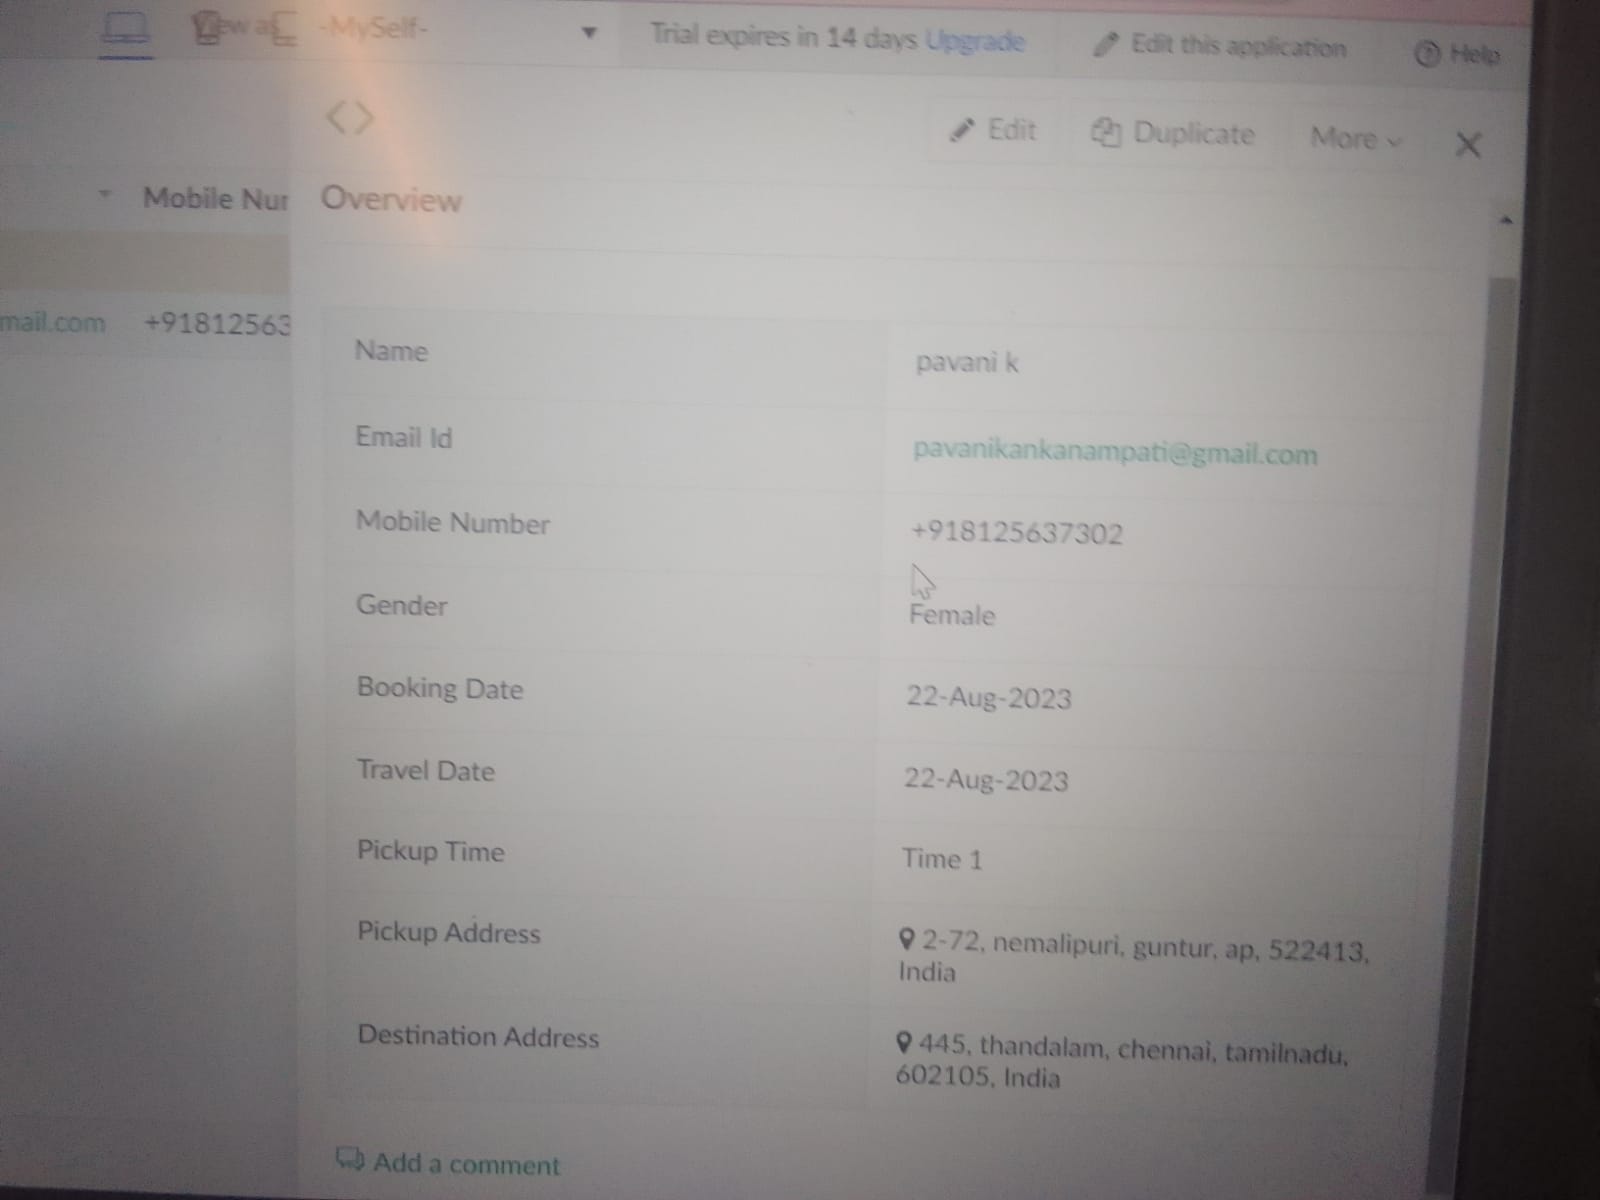 View as -MySelf-
Trial expires in 14 days Upgrade
Edit this application
Help
Edit
Duplicate
More
Mobile Nur
Overview
mail.com +91812563
Name pavani k
Email Id pavanikankanampati@gmail.com
Mobile Number +918125637302
Gender Female
Booking Date 22-Aug-2023
Travel Date 22-Aug-2023
Pickup Time Time 1
Pickup Address 2-72, nemalipuri, guntur, ap, 522413,
India
Destination Address 445, thandalam, chennai, tamilnadu,
602105, India
Add a comment